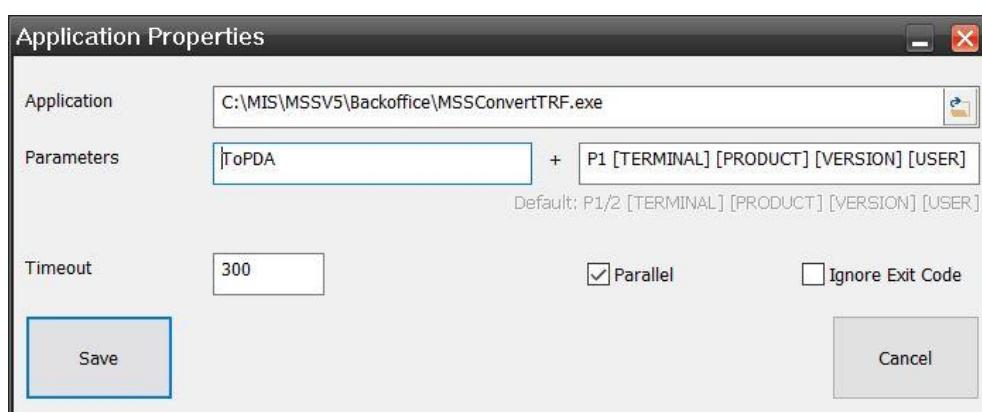 Application Properties
Application C:\MIS\MSSV5\Backoffice\MSSConvertTRF.exe
Parameters ToPDA + P1 [TERMINAL] [PRODUCT] [VERSION] [USER]
Default: P1/2 [TERMINAL] [PRODUCT] [VERSION] [USER]
Timeout 300 Parallel Ignore Exit Code
Save Cancel